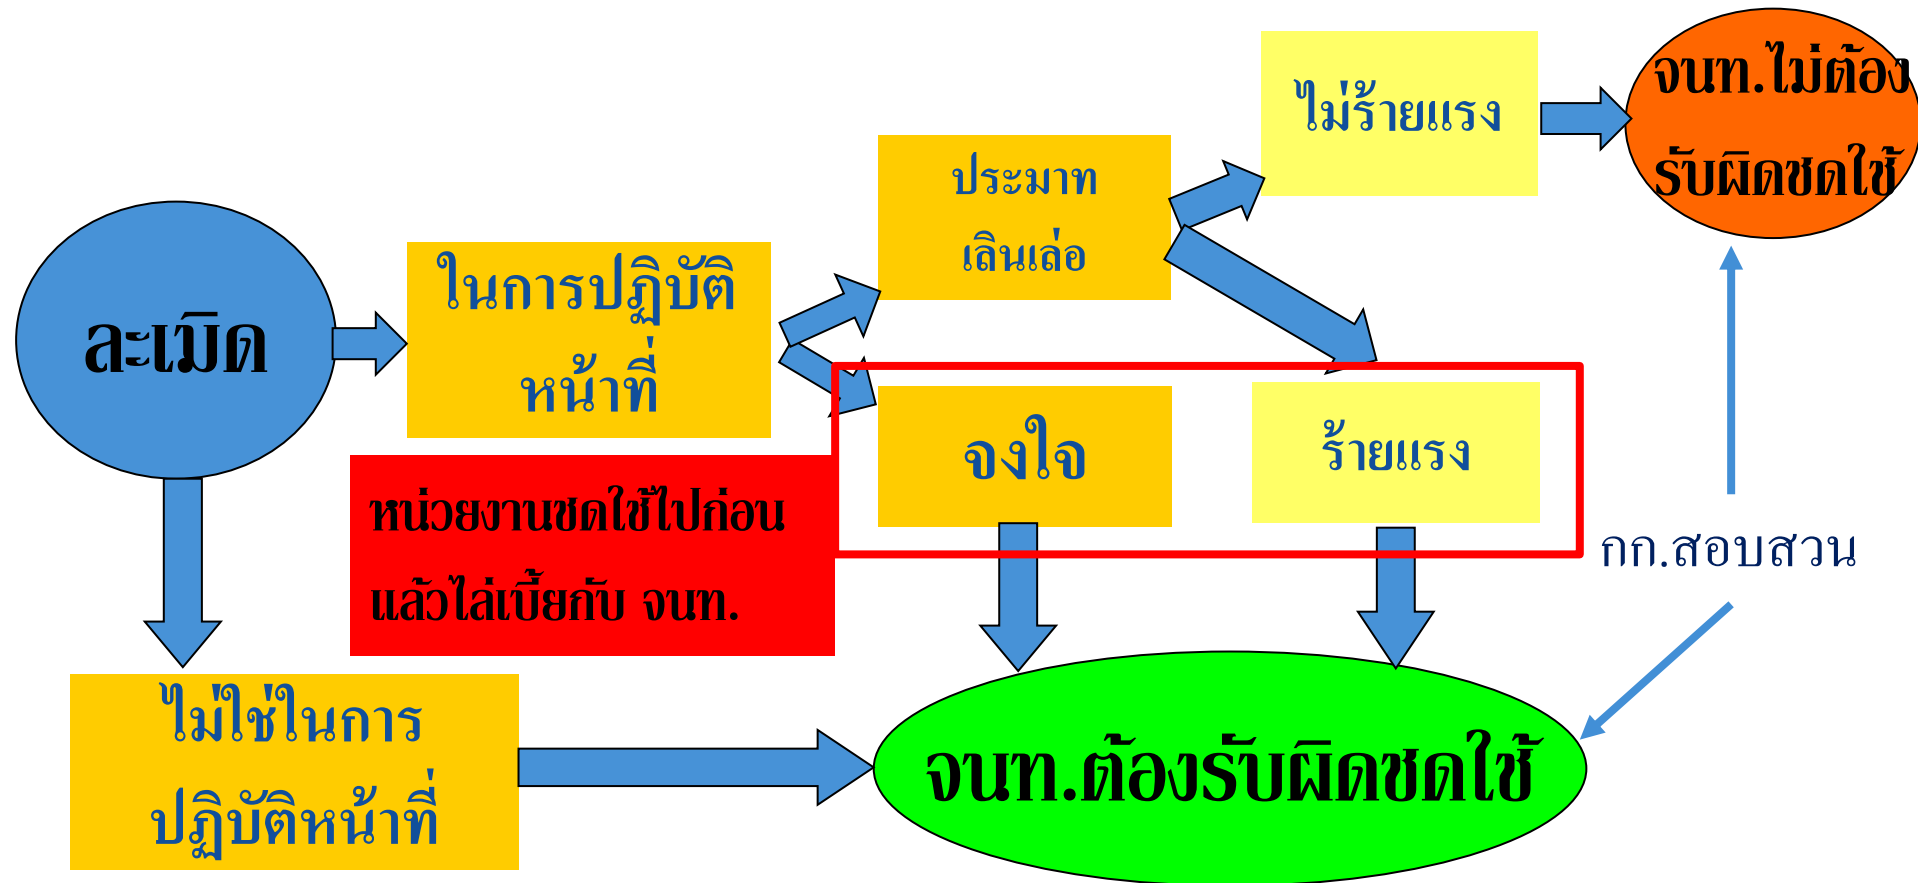 ละเมิด
ในการปฏิบัติ
หน้าที่
ประมาท
เลินเล่อ
ไม่ร้ายแรง
จนท.ไม่ต้อง
รับผิดชดใช้
จงใจ
ร้ายแรง
หน่วยงานชดใช้ไปก่อน
แล้วไล่เบี้ยกับ จนท.
กก.สอบสวน
ไม่ใช่ในการ
ปฏิบัติหน้าที่
จนท.ต้องรับผิดชดใช้